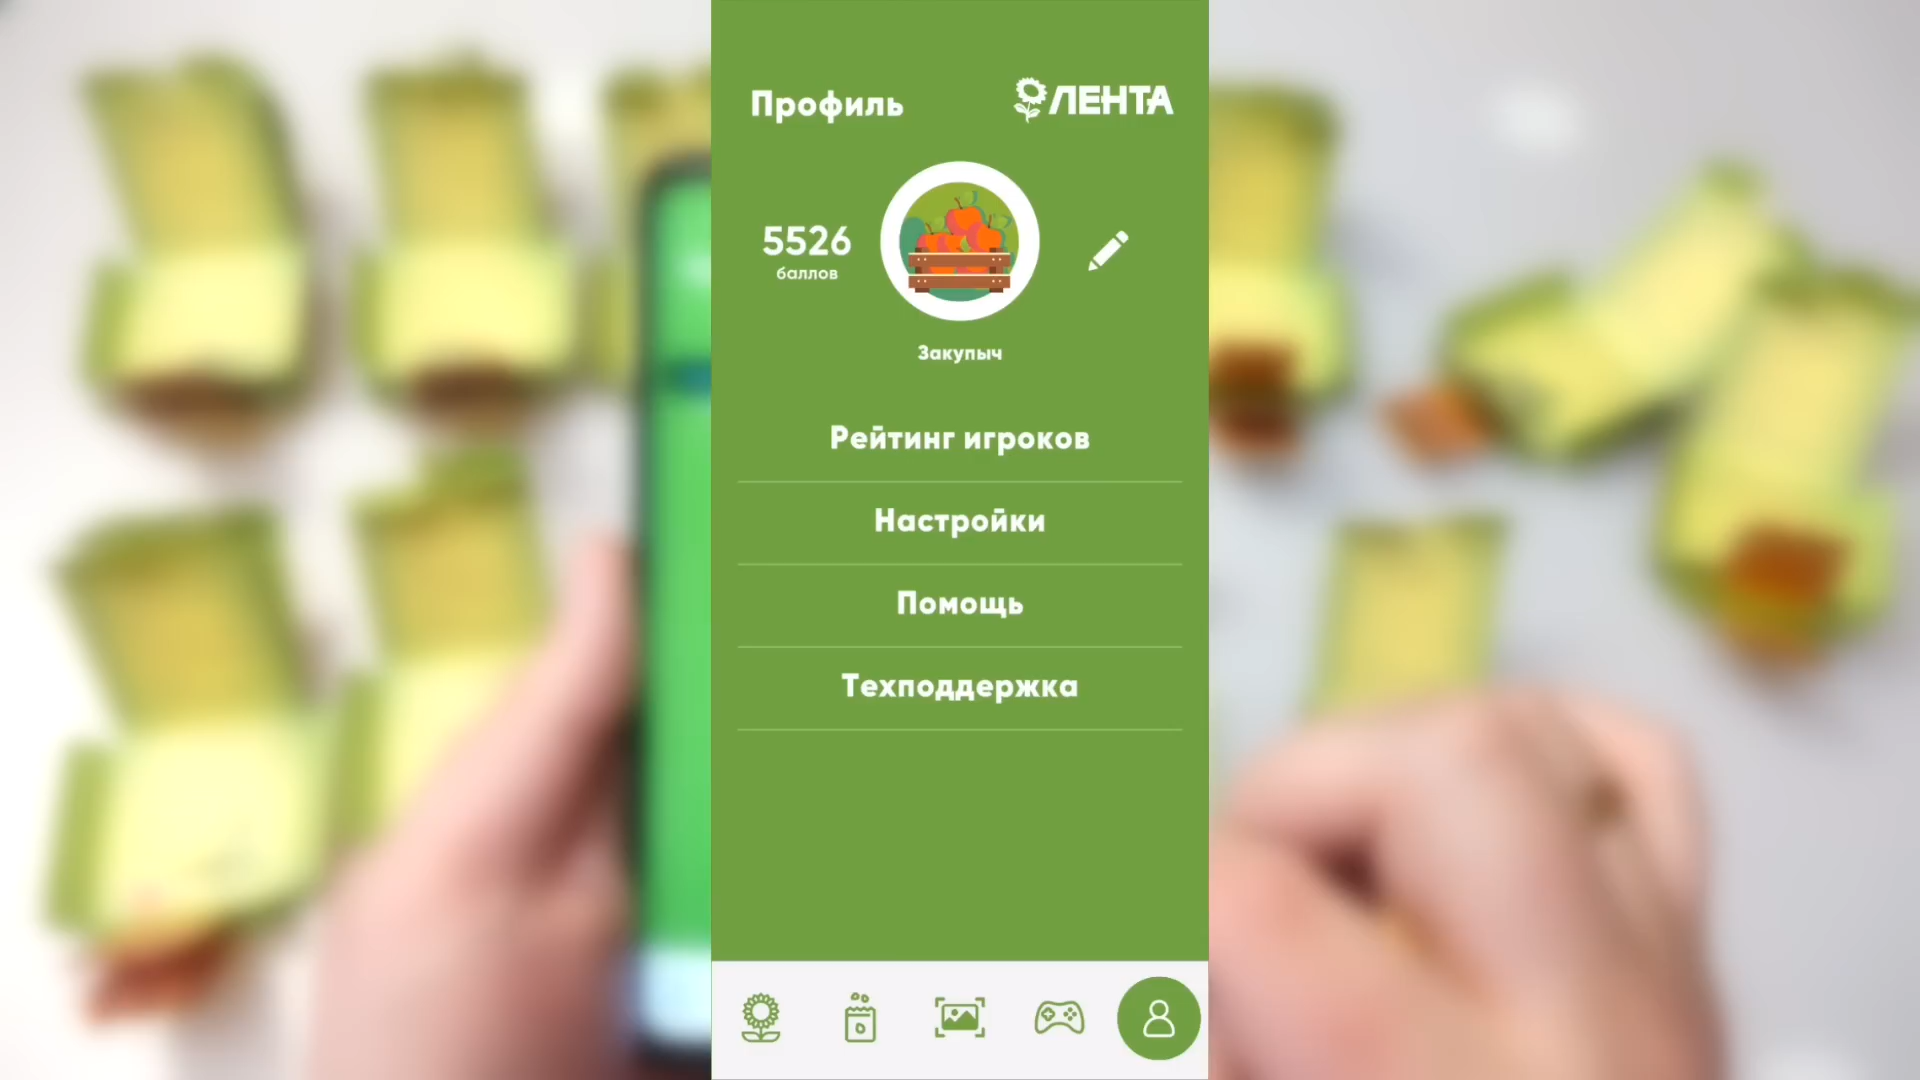 Профиль
ЛЕНТА
5526
баллов
Закупыч
Рейтинг игроков
Настройки
Помощь
Техподдержка